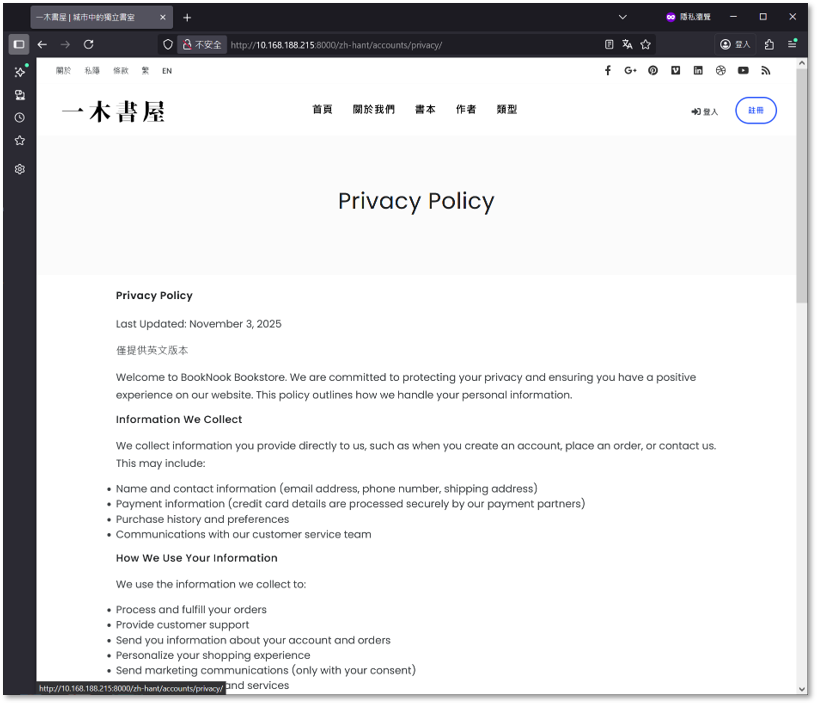 一木書屋 | 城市中的獨立書室
隱私瀏覽
不安全 http://10.168.188.215:8000/zh-hant/accounts/privacy/
登入
關於 私隱 條款 繁 EN
一木書屋
首頁 關於我們 書本 作者 類型
登入 註冊
Privacy Policy
Privacy Policy
Last Updated: November 3, 2025
僅提供英文版本
Welcome to BookNook Bookstore. We are committed to protecting your privacy and ensuring you have a positive
experience on our website. This policy outlines how we handle your personal information.
Information We Collect
We collect information you provide directly to us, such as when you create an account, place an order, or contact us.
This may include:
Name and contact information (email address, phone number, shipping address)
Payment information (credit card details are processed securely by our payment partners)
Purchase history and preferences
Communications with our customer service team
How We Use Your Information
We use the information we collect to:
Process and fulfill your orders
Provide customer support
Send you information about your account and orders
Personalize your shopping experience
Send marketing communications (only with your consent)
and services
http://10.168.188.215:8000/zh-hant/accounts/privacy/